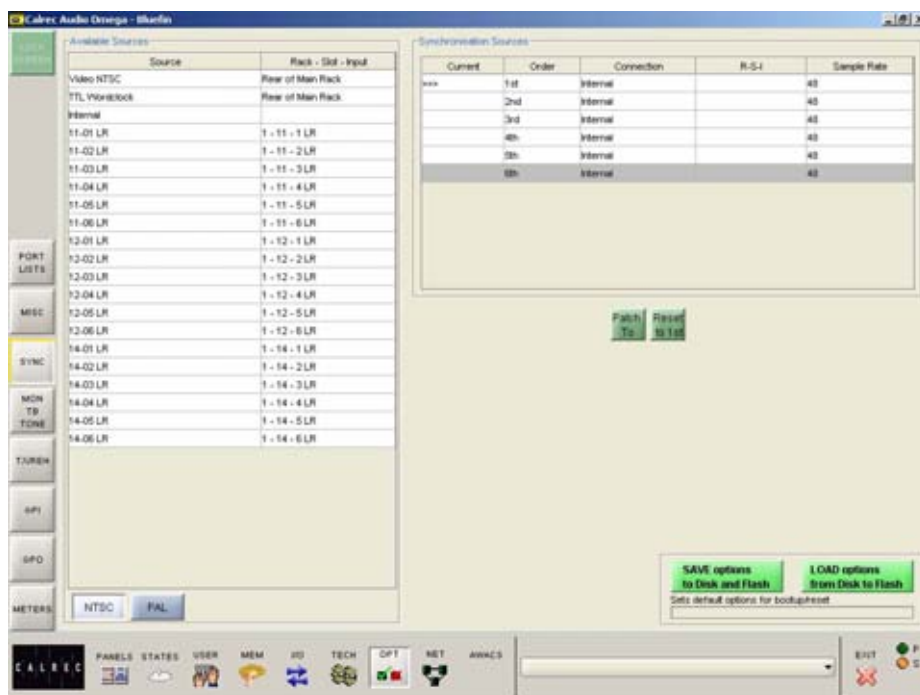 Calrec Audio Omega - Bluefin
Available Sources
Source Rack - Slot - Input
Video NTSC Rear of Main Rack
TTL Wordclock Rear of Main Rack
Internal
11-01 LR 1 - 11 - 1 LR
11-02 LR 1 - 11 - 2 LR
11-03 LR 1 - 11 - 3 LR
11-04 LR 1 - 11 - 4 LR
11-05 LR 1 - 11 - 5 LR
11-06 LR 1 - 11 - 6 LR
12-01 LR 1 - 12 - 1 LR
12-02 LR 1 - 12 - 2 LR
12-03 LR 1 - 12 - 3 LR
12-04 LR 1 - 12 - 4 LR
12-05 LR 1 - 12 - 5 LR
12-06 LR 1 - 12 - 6 LR
14-01 LR 1 - 14 - 1 LR
14-02 LR 1 - 14 - 2 LR
14-03 LR 1 - 14 - 3 LR
14-04 LR 1 - 14 - 4 LR
14-05 LR 1 - 14 - 5 LR
14-06 LR 1 - 14 - 6 LR
NTSC PAL
Synchronisation Sources
Current Order Connection R-S-I Sample Rate
>>> 1st Internal 48
2nd Internal 48
3rd Internal 48
4th Internal 48
5th Internal 48
6th Internal 48
Patch To
Reset to 1st
PORT LISTS
MISC
SYNC
MON TB TONE
TX/REH
GPI
GPO
METERS
SAVE options to Disk and Flash
LOAD options from Disk to Flash
Sets default options for bootup/reset
CALREC
PANELS STATES USER MEM I/O TECH OPT NET AWACS
EXIT
P
S